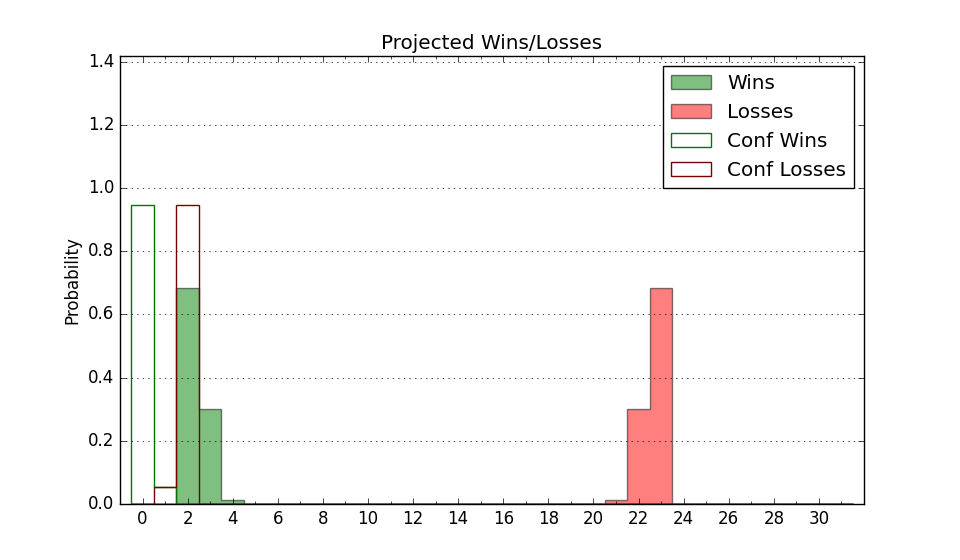 Projected Wins/Losses
1.4
1.2
1.0
0.8
0.6
0.4
0.2
0.0
Probability
Wins
Losses
Conf Wins
Conf Losses
0 2 4 6 8 10 12 14 16 18 20 22 24 26 28 30